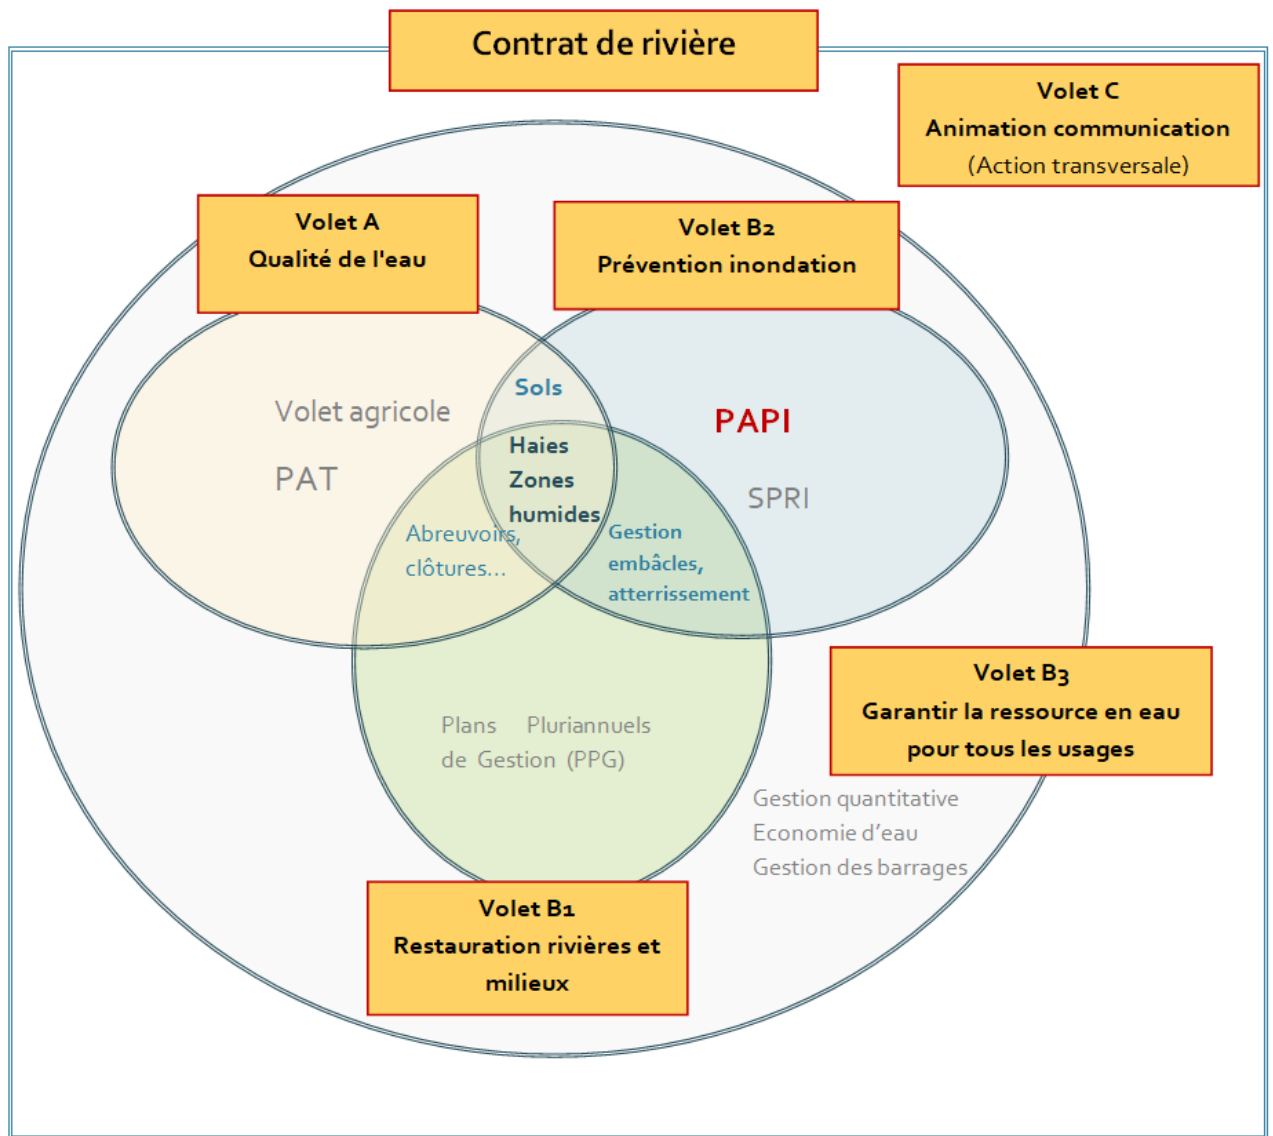 Contrat de rivière
Volet C
Animation communication
(Action transversale)
Volet A
Qualité de l'eau
Volet B2
Prévention inondation
Sols
Volet agricole
PAT
PAPI
SPRI
Haies
Zones
humides
Abreuvoirs,
clôtures...
Gestion
embâcles,
atterrissement
Volet B3
Garantir la ressource en eau
pour tous les usages
Plans Pluriannuels
de Gestion (PPG)
Gestion quantitative
Economie d’eau
Gestion des barrages
Volet B1
Restauration rivières et
milieux